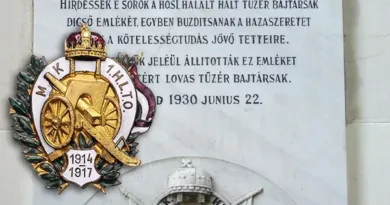 HIRDESSÉK E SOROK A HŐSI HALÁLT HALT TÜZÉR BAJTÁRSAK
DICSŐ EMLÉKÉT, EGYBEN BUZDITSANAK A HAZASZERETET
A KÖTELESSÉGTUDÁS JÖVŐ TETTEIRE.
JELÉÜL ÁLLITOTTÁK EZ EMLÉKET
LOVAS TÜZÉR BAJTÁRSAK.
1930 JUNIUS 22.
M K 1.H.L.T.O.
1914
1917